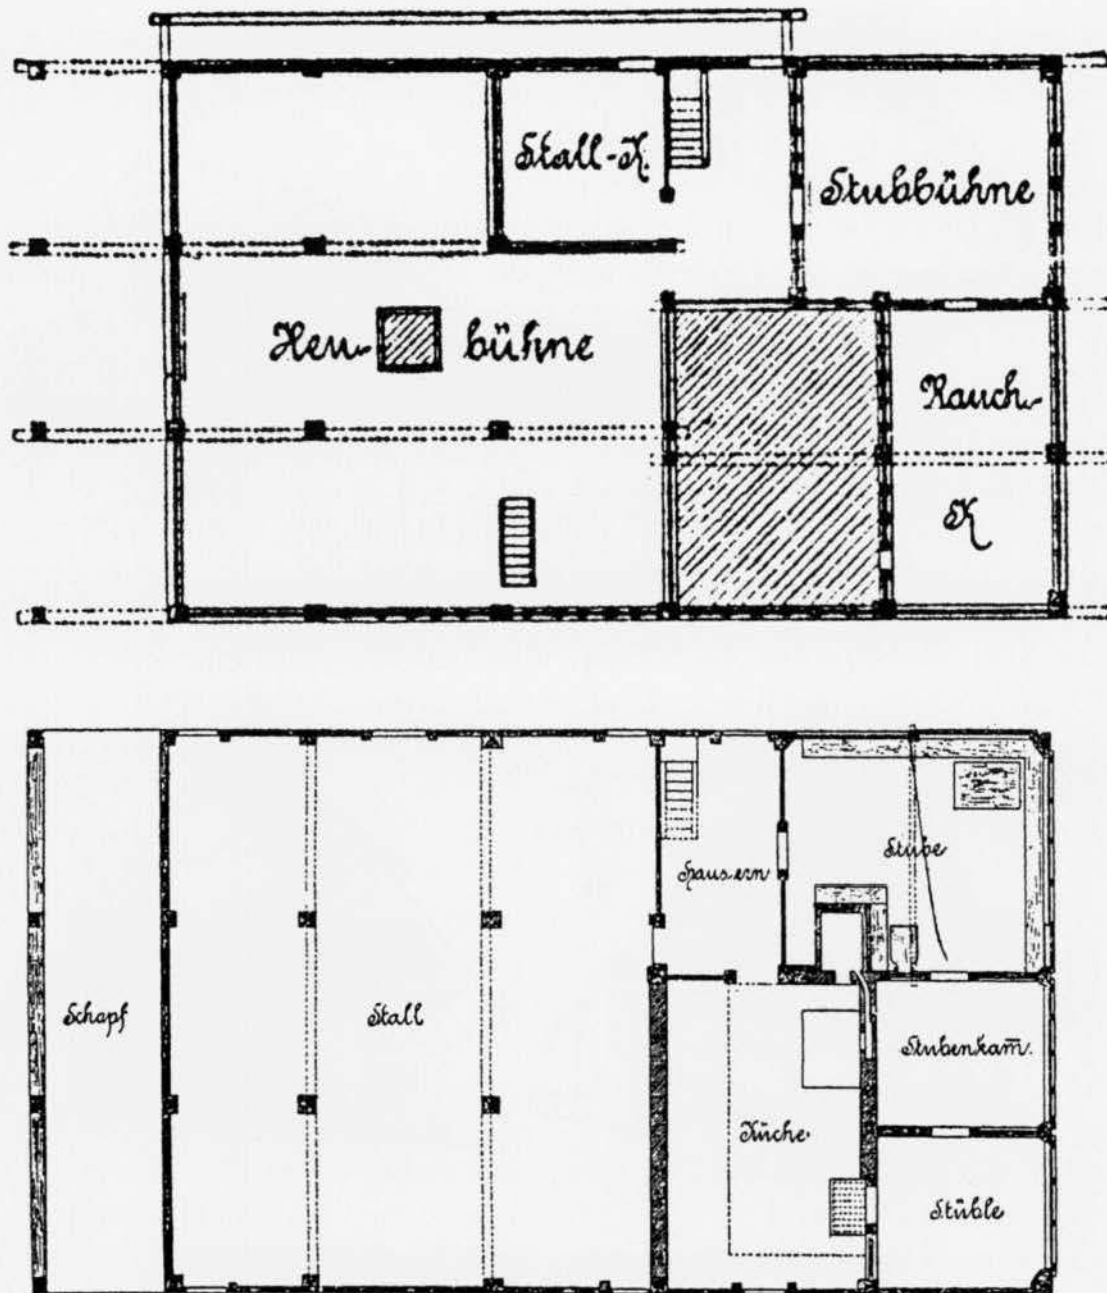 Stall-K.
Stubbühne
Heu- bühne
Rauch-
K
Stube
Hausern
Schopf
Stall
Stubenkam̅.
Küche
Stüble